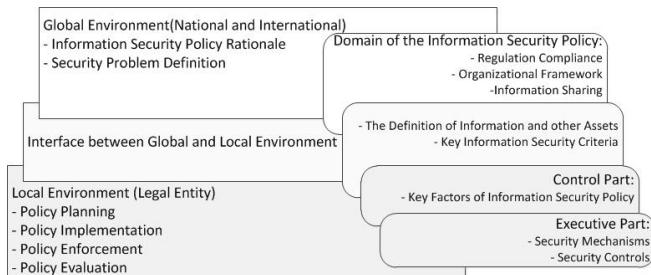 Global Environment(National and International)
- Information Security Policy Rationale
- Security Problem Definition
Domain of the Information Security Policy:
- Regulation Compliance
- Organizational Framework
-Information Sharing
Interface between Global and Local Environment
- The Definition of Information and other Assets
- Key Information Security Criteria
Local Environment (Legal Entity)
- Policy Planning
- Policy Implementation
- Policy Enforcement
- Policy Evaluation
Control Part:
- Key Factors of Information Security Policy
Executive Part:
- Security Mechanisms
- Security Controls